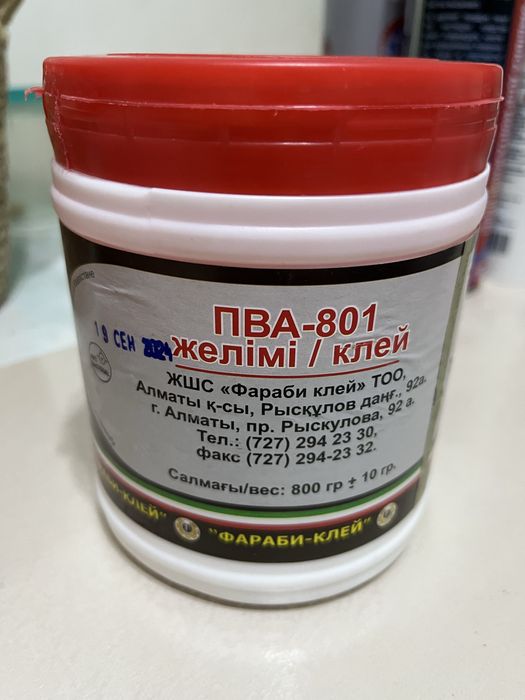 19 СЕН 2024
ПВА-801
желімі / клей
ЖШС «Фараби клей» ТОО,
Алматы қ-сы, Рысқұлов даңғ., 92а.
г. Алматы, пр. Рыскулова, 92 а.
Тел.: (727) 294 23 30,
факс (727) 294-23 32.
Салмағы/вес: 800 гр ± 10 гр.
КЛЕЙ" "ФАРАБИ-КЛЕЙ"